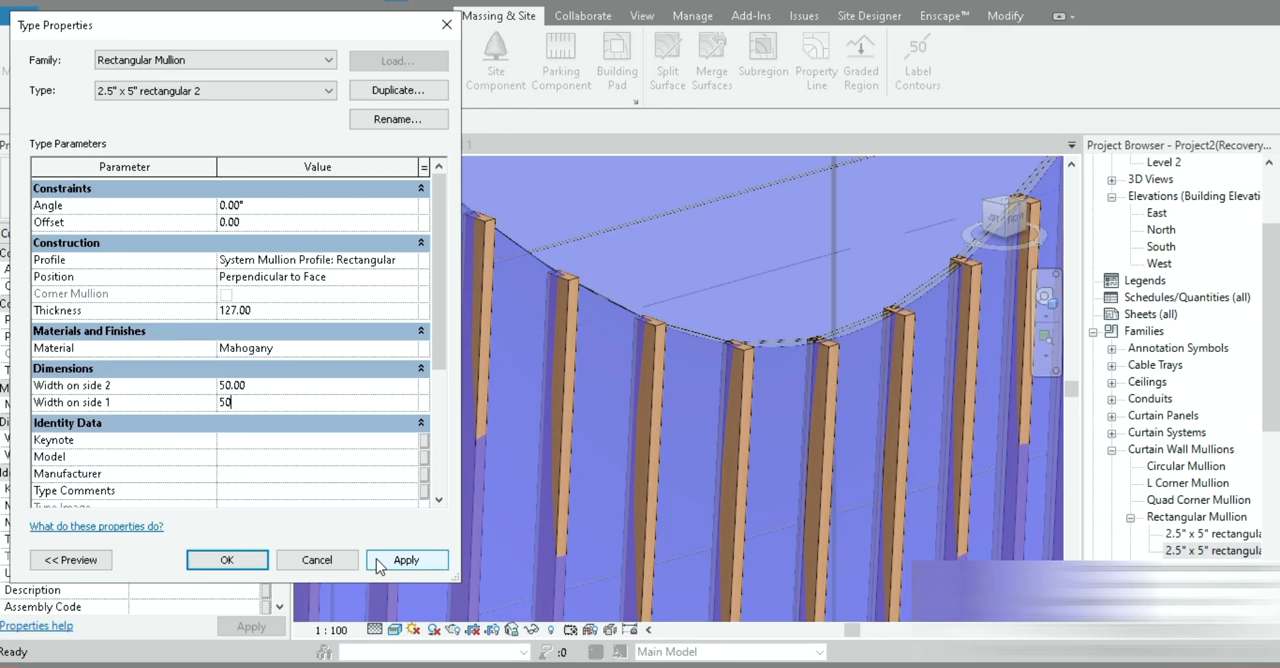 Type Properties
Massing & Site Collaborate View Manage Add-Ins Issues Site Designer Enscape™ Modify
Family: Rectangular Mullion Load...
Type: 2.5" x 5" rectangular 2 Duplicate...
Rename...
Site Component
Parking Component
Building Pad
Split Surface
Merge Surfaces
Subregion
Property Line
Graded Region
50
Label Contours
Type Parameters
Parameter Value =
Constraints
Angle 0.00°
Offset 0.00
Construction
Profile System Mullion Profile: Rectangular
Position Perpendicular to Face
Corner Mullion
Thickness 127.00
Materials and Finishes
Material Mahogany
Dimensions
Width on side 2 50.00
Width on side 1 50
Identity Data
Keynote
Model
Manufacturer
Type Comments
What do these properties do?
<< Preview OK Cancel Apply
Description
Assembly Code
Properties help Apply
Ready
1 : 100
:0 Main Model
Project Browser - Project2(Recovery...
Level 2
3D Views
Elevations (Building Elevati
East
North
South
West
Legends
Schedules/Quantities (all)
Sheets (all)
Families
Annotation Symbols
Cable Trays
Ceilings
Conduits
Curtain Panels
Curtain Systems
Curtain Wall Mullions
Circular Mullion
L Corner Mullion
Quad Corner Mullion
Rectangular Mullion
2.5" x 5" rectangula
2.5" x 5" rectangula